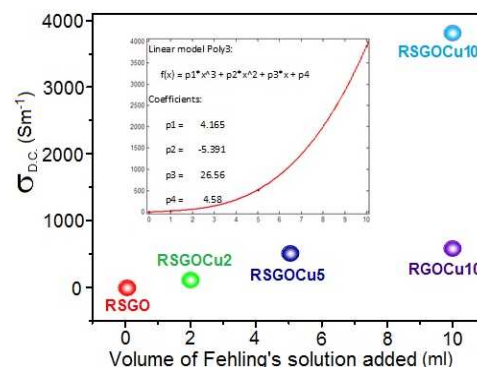 4000
3000
2000
1000
0
σD.C. (Sm-1)
Linear model Poly3:
f(x) = p1*x^3 + p2*x^2 + p3*x + p4
Coefficients:
p1 = 4.165
p2 = -5.391
p3 = 26.56
p4 = 4.58
4000
3500
3000
2500
2000
1500
1000
500
0
0 1 2 3 4 5 6 7 8 9 10
RSGOCu10
RSGOCu2
RSGOCu5
RGOCu10
RSGO
0 2 4 6 8 10
Volume of Fehling's solution added (ml)